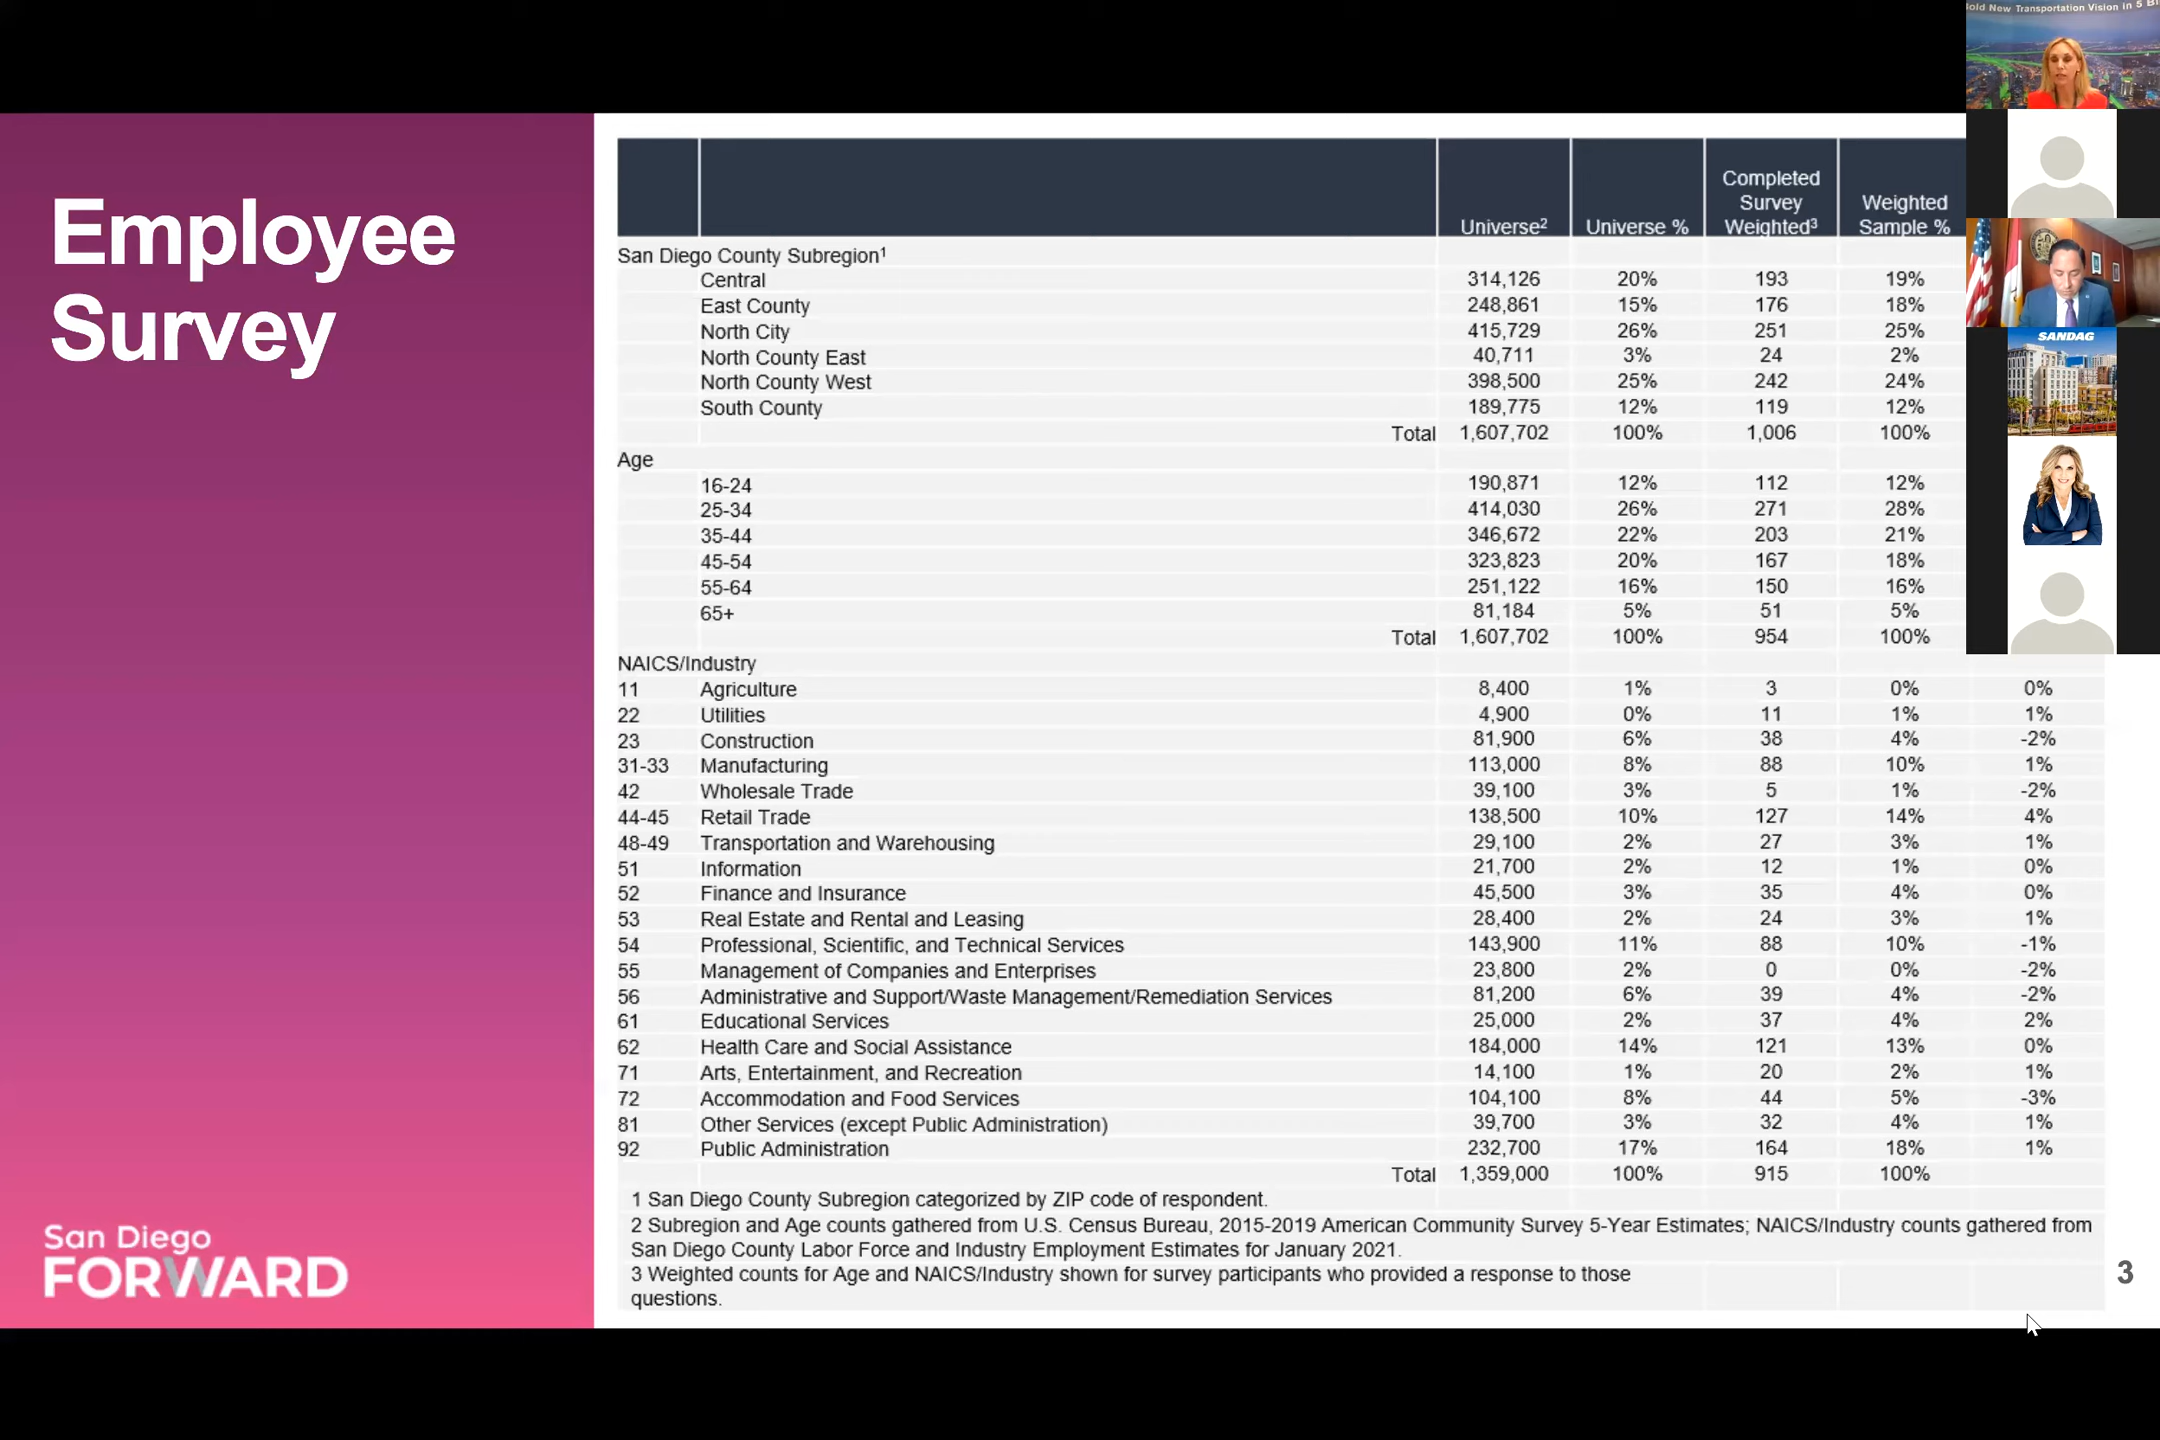 old New Transportation Vision in 5 Bi
Employee
Survey
Universe² Universe % Completed Survey Weighted³ Weighted Sample %
San Diego County Subregion¹
Central 314,126 20% 193 19%
East County 248,861 15% 176 18%
North City 415,729 26% 251 25%
North County East 40,711 3% 24 2%
North County West 398,500 25% 242 24%
South County 189,775 12% 119 12%
Total 1,607,702 100% 1,006 100%
Age
16-24 190,871 12% 112 12%
25-34 414,030 26% 271 28%
35-44 346,672 22% 203 21%
45-54 323,823 20% 167 18%
55-64 251,122 16% 150 16%
65+ 81,184 5% 51 5%
Total 1,607,702 100% 954 100%
NAICS/Industry
11 Agriculture 8,400 1% 3 0% 0%
22 Utilities 4,900 0% 11 1% 1%
23 Construction 81,900 6% 38 4% -2%
31-33 Manufacturing 113,000 8% 88 10% 1%
42 Wholesale Trade 39,100 3% 5 1% -2%
44-45 Retail Trade 138,500 10% 127 14% 4%
48-49 Transportation and Warehousing 29,100 2% 27 3% 1%
51 Information 21,700 2% 12 1% 0%
52 Finance and Insurance 45,500 3% 35 4% 0%
53 Real Estate and Rental and Leasing 28,400 2% 24 3% 1%
54 Professional, Scientific, and Technical Services 143,900 11% 88 10% -1%
55 Management of Companies and Enterprises 23,800 2% 0 0% -2%
56 Administrative and Support/Waste Management/Remediation Services 81,200 6% 39 4% -2%
61 Educational Services 25,000 2% 37 4% 2%
62 Health Care and Social Assistance 184,000 14% 121 13% 0%
71 Arts, Entertainment, and Recreation 14,100 1% 20 2% 1%
72 Accommodation and Food Services 104,100 8% 44 5% -3%
81 Other Services (except Public Administration) 39,700 3% 32 4% 1%
92 Public Administration 232,700 17% 164 18% 1%
Total 1,359,000 100% 915 100%
1 San Diego County Subregion categorized by ZIP code of respondent.
2 Subregion and Age counts gathered from U.S. Census Bureau, 2015-2019 American Community Survey 5-Year Estimates; NAICS/Industry counts gathered from
San Diego County Labor Force and Industry Employment Estimates for January 2021.
3 Weighted counts for Age and NAICS/Industry shown for survey participants who provided a response to those
questions.
San Diego
FORWARD
3
SANDAG